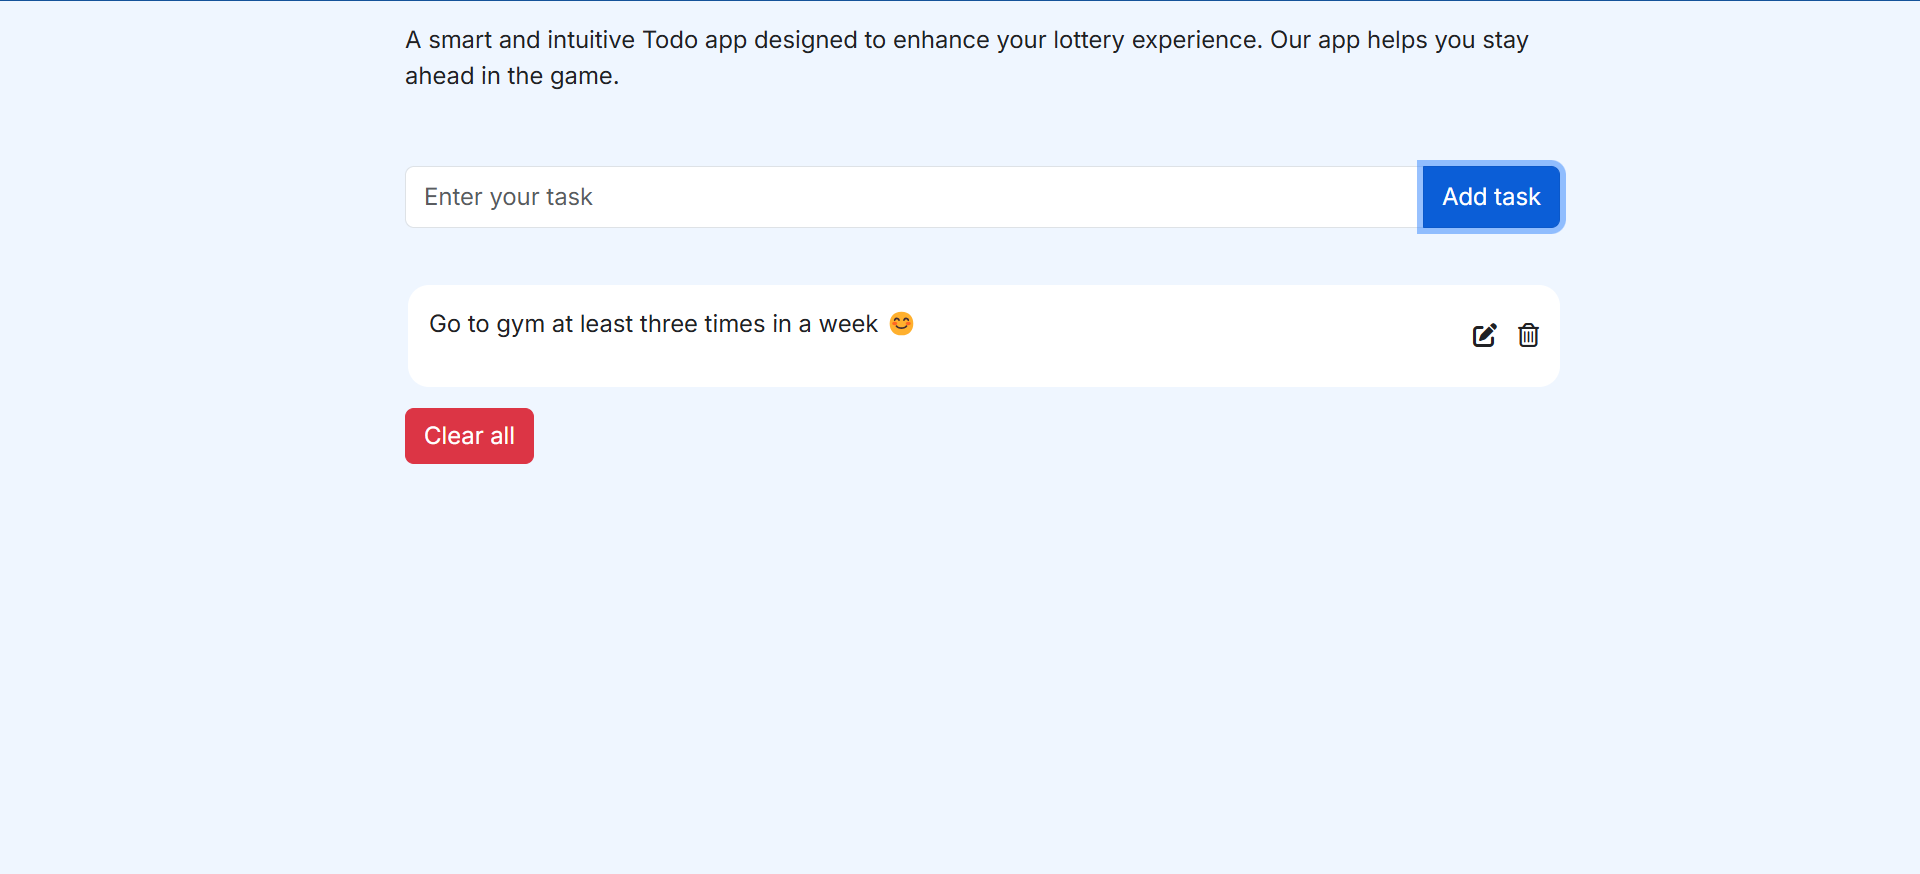 A smart and intuitive Todo app designed to enhance your lottery experience. Our app helps you stay
ahead in the game.
Enter your task
Add task
Go to gym at least three times in a week 😊
Clear all